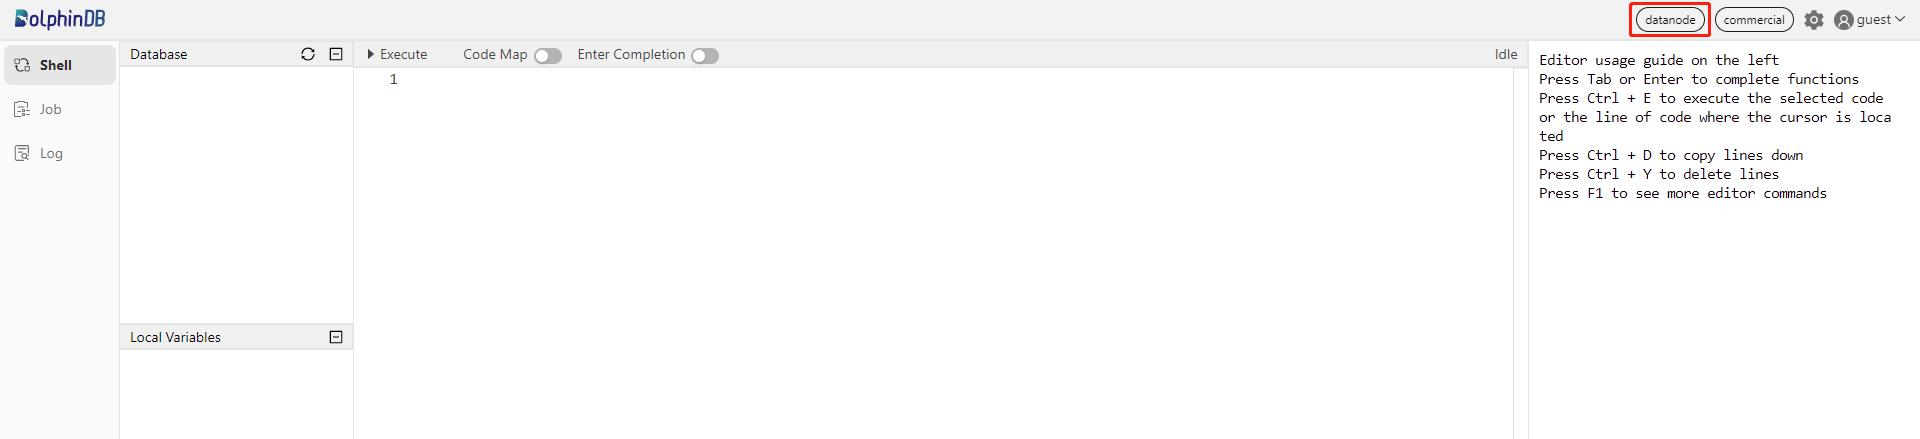 DolphinDB
datanode
commercial
guest
Shell
Job
Log
Database
Local Variables
Execute
Code Map
Enter Completion
Idle
1
Editor usage guide on the left
Press Tab or Enter to complete functions
Press Ctrl + E to execute the selected code
or the line of code where the cursor is loca
ted
Press Ctrl + D to copy lines down
Press Ctrl + Y to delete lines
Press F1 to see more editor commands